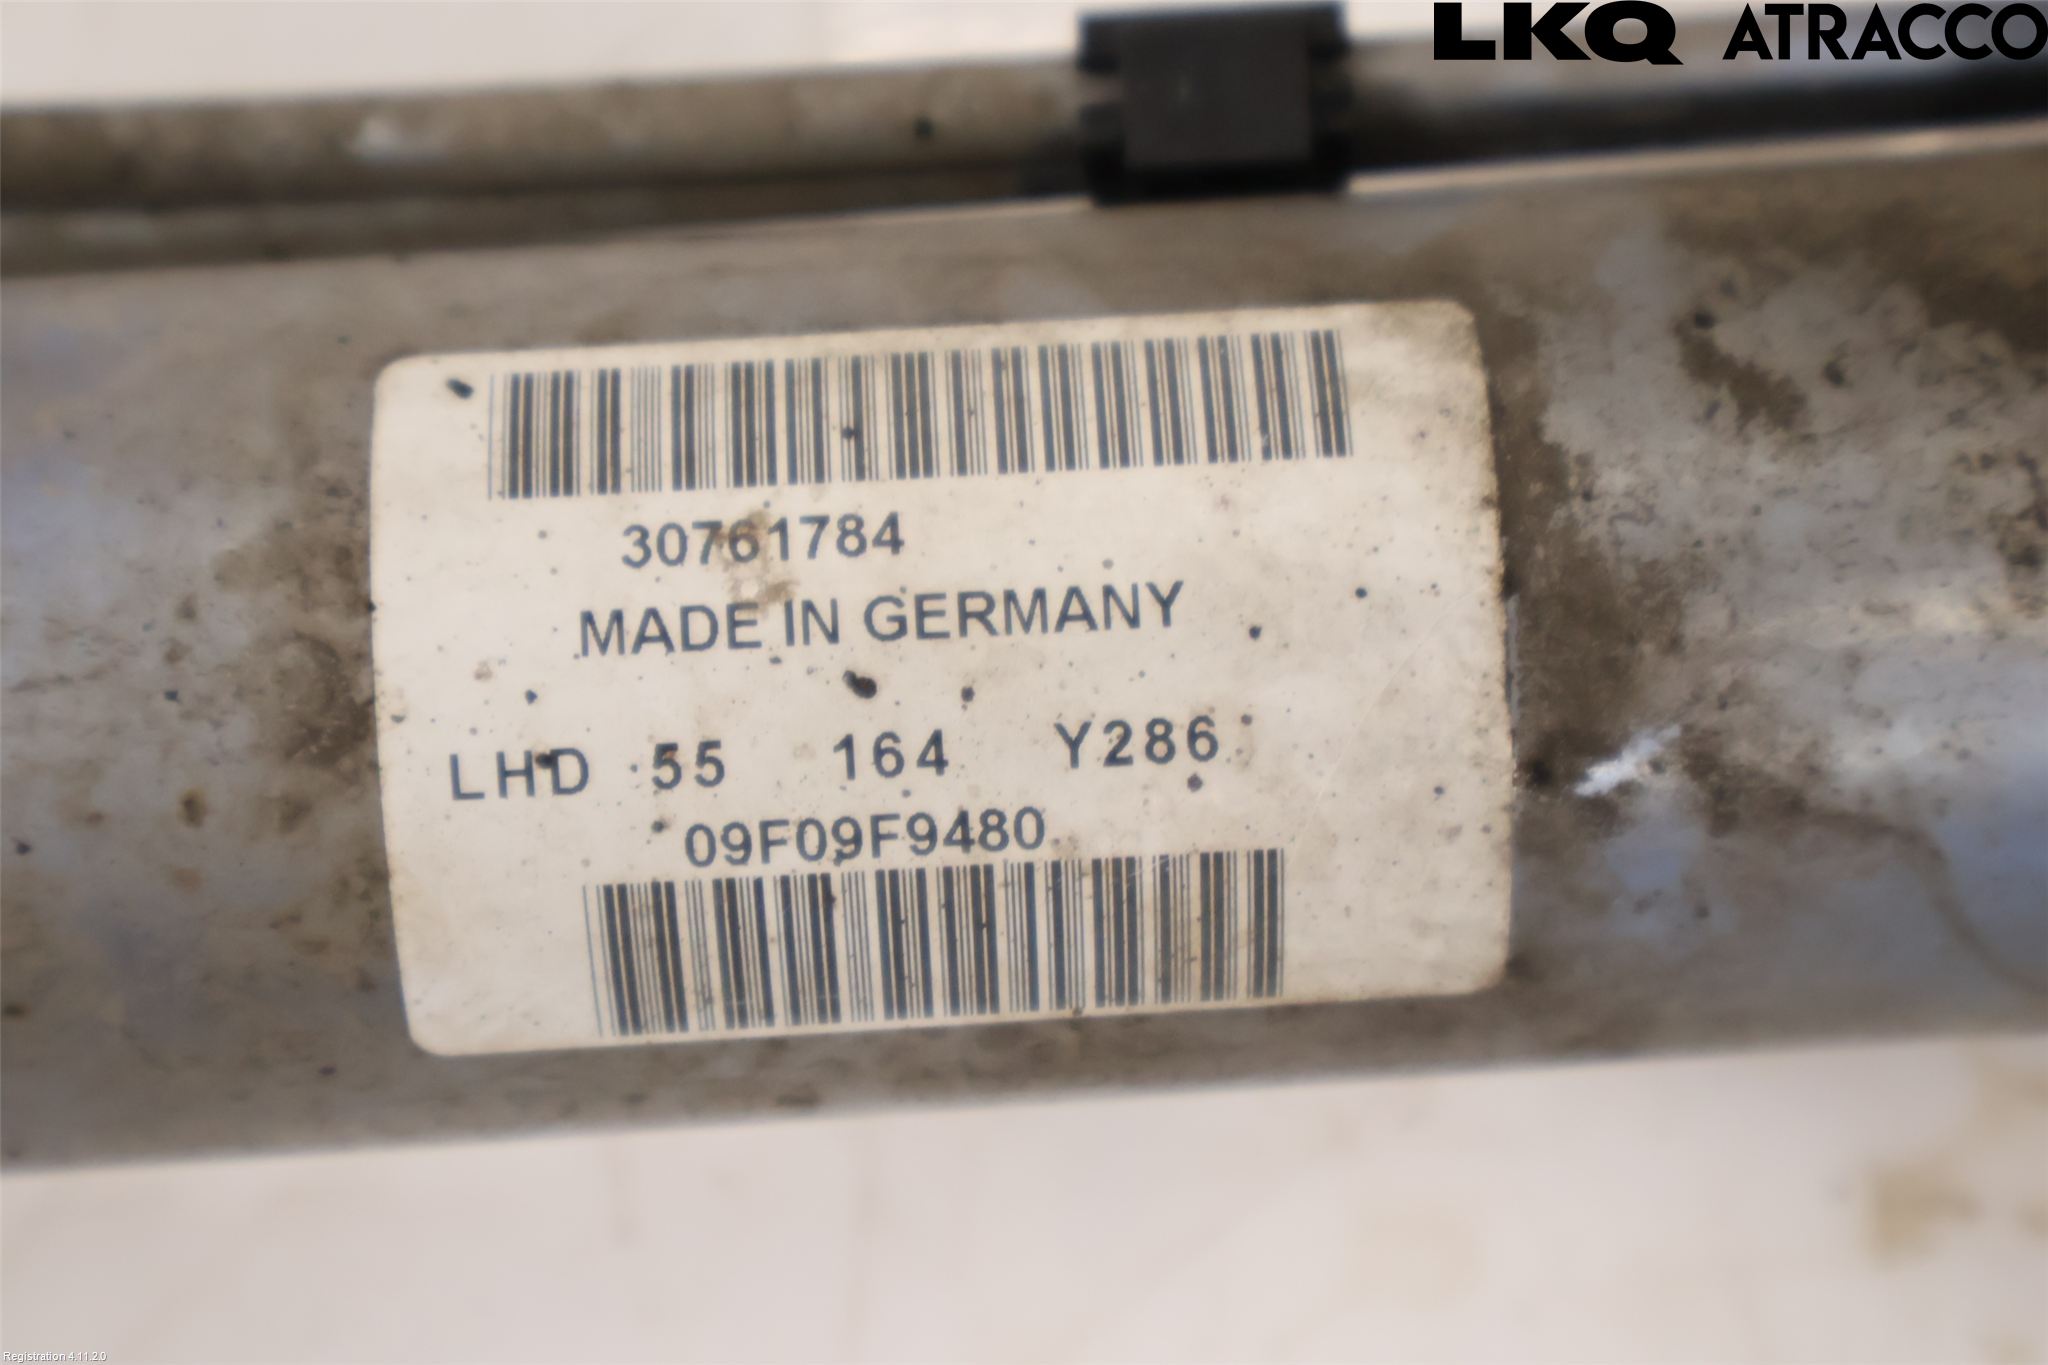 LKQ ATRACCO
30761784
MADE IN GERMANY
LHD 55 164 Y286
09F09F9480
Registration 4.11.2.0